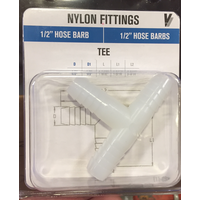 NYLON FITTINGS
V
1/2" HOSE BARB
1/2" HOSE BARBS
TEE